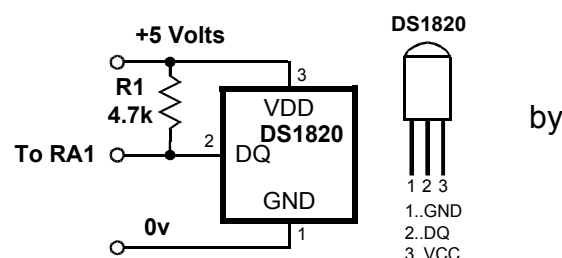 DS1820
+5 Volts
3
R1
4.7k
VDD
DS1820
by
2
To RA1
DQ
GND
1 2 3
1..GND
0v
1
2..DQ
3 VCC